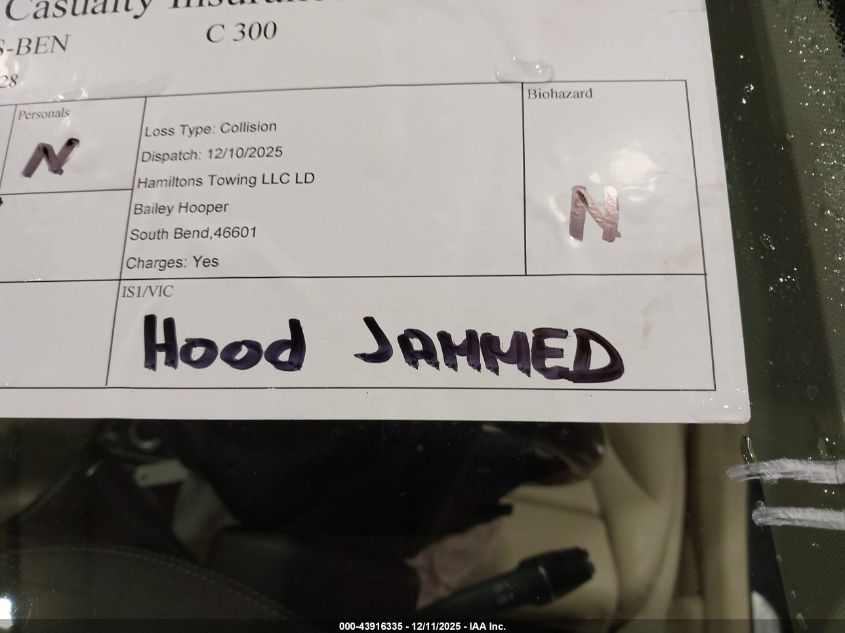 Casualty
S-BEN C 300
28
Personals
N
Loss Type: Collision
Dispatch: 12/10/2025
Hamiltons Towing LLC LD
Bailey Hooper
South Bend,46601
Charges: Yes
Biohazard
N
IS1/VIC
Hood JAMMED
000-43916335 - 12/11/2025 - IAA Inc.